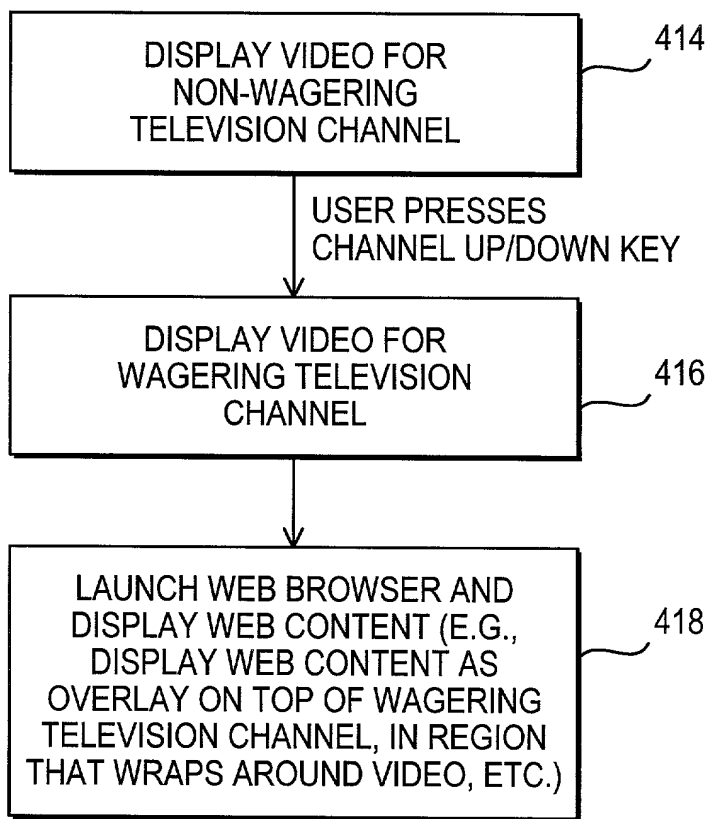 DISPLAY VIDEO FOR
NON-WAGERING
TELEVISION CHANNEL
414
USER PRESSES
CHANNEL UP/DOWN KEY
DISPLAY VIDEO FOR
WAGERING TELEVISION
CHANNEL
416
LAUNCH WEB BROWSER AND
DISPLAY WEB CONTENT (E.G.,
DISPLAY WEB CONTENT AS
OVERLAY ON TOP OF WAGERING
TELEVISION CHANNEL, IN REGION
THAT WRAPS AROUND VIDEO, ETC.)
418